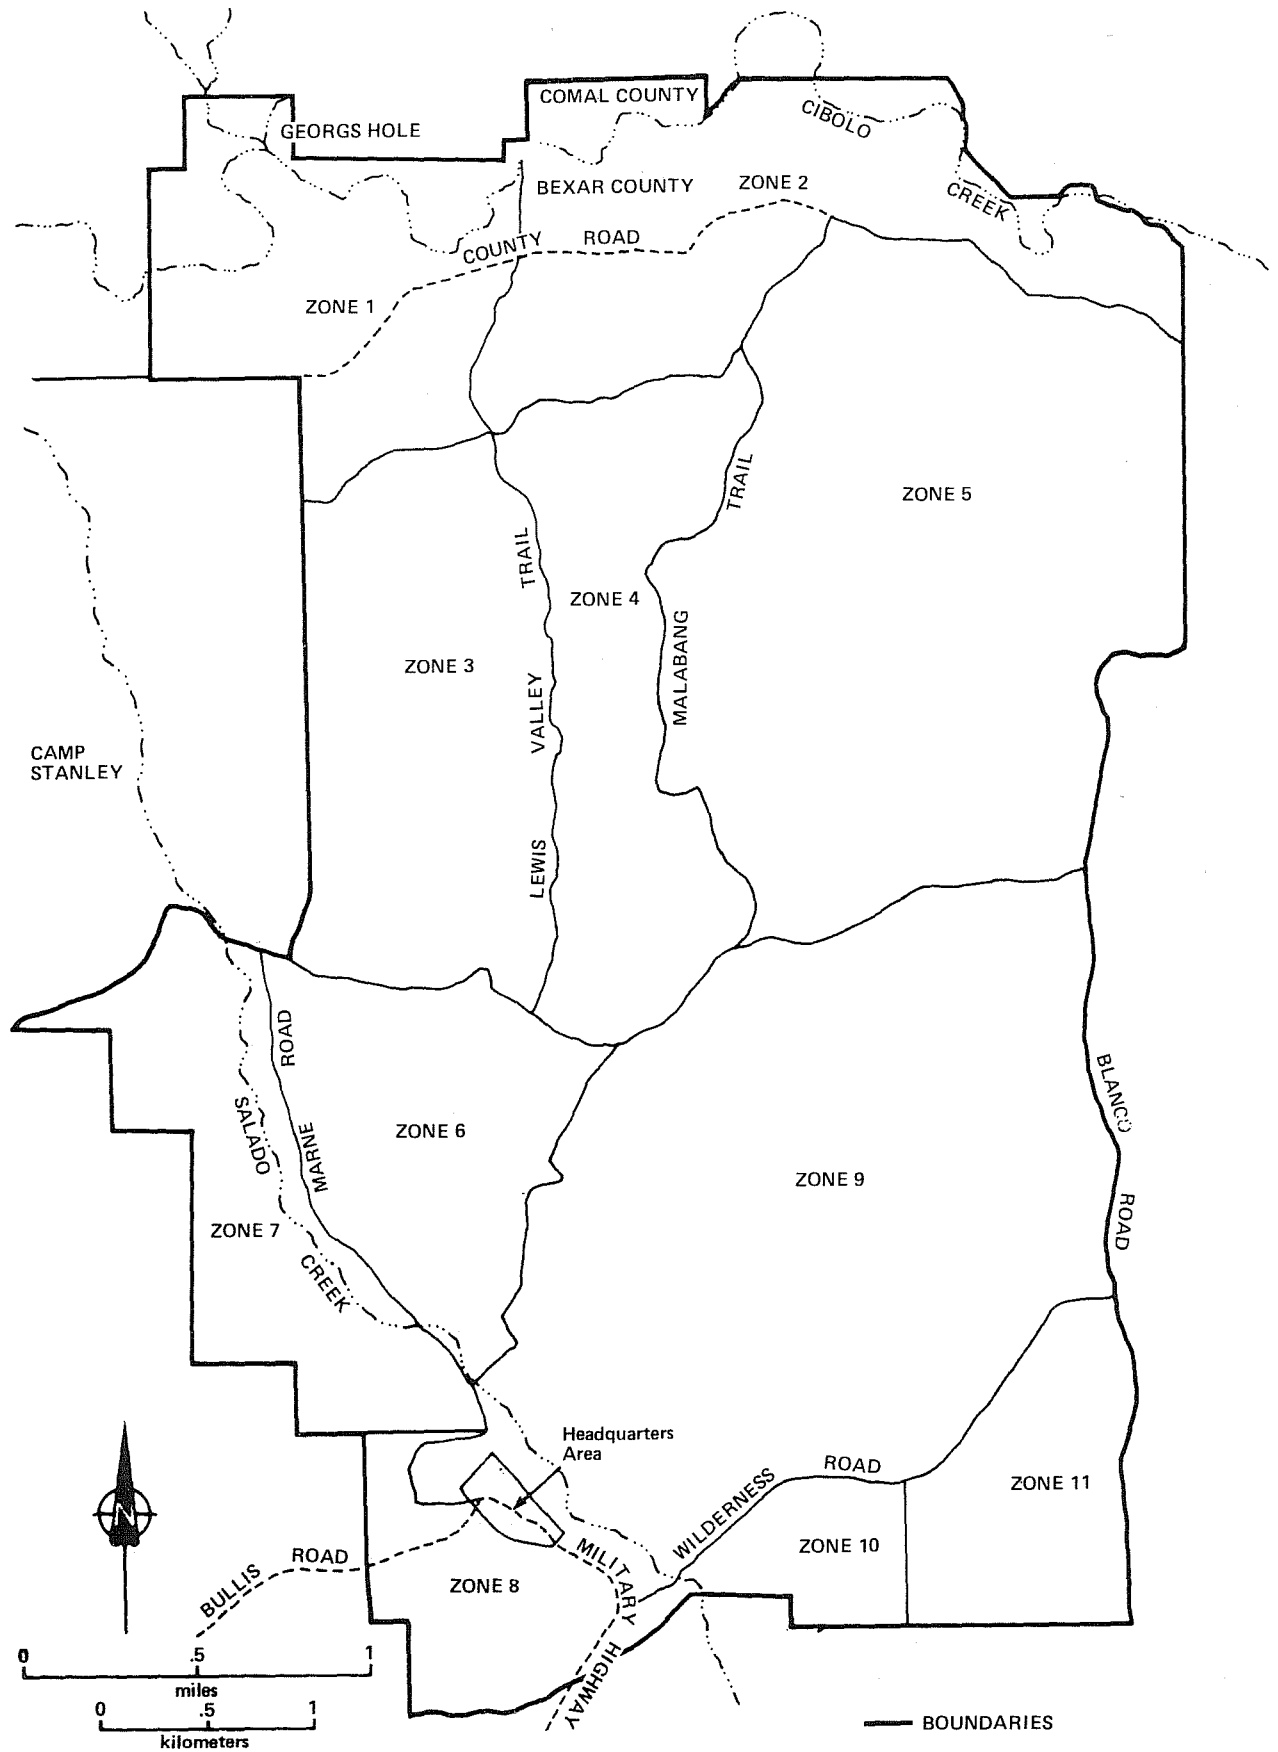 COMAL COUNTY
CIBOLO
GEORGS HOLE
BEXAR COUNTY
ZONE 2
CREEK
COUNTY ROAD
ZONE 1
TRAIL
ZONE 5
TRAIL
ZONE 4
MALABANG
ZONE 3
VALLEY
CAMP
STANLEY
LEWIS
ROAD
BLANCO
SALADO
MARNE
ZONE 6
ZONE 9
ROAD
ZONE 7
CREEK
Headquarters
Area
ROAD
WILDERNESS
ZONE 11
N
ZONE 10
ROAD
MILITARY
BULLIS
ZONE 8
HIGHWAY
0 .5 1
miles
0 .5 1
kilometers
BOUNDARIES